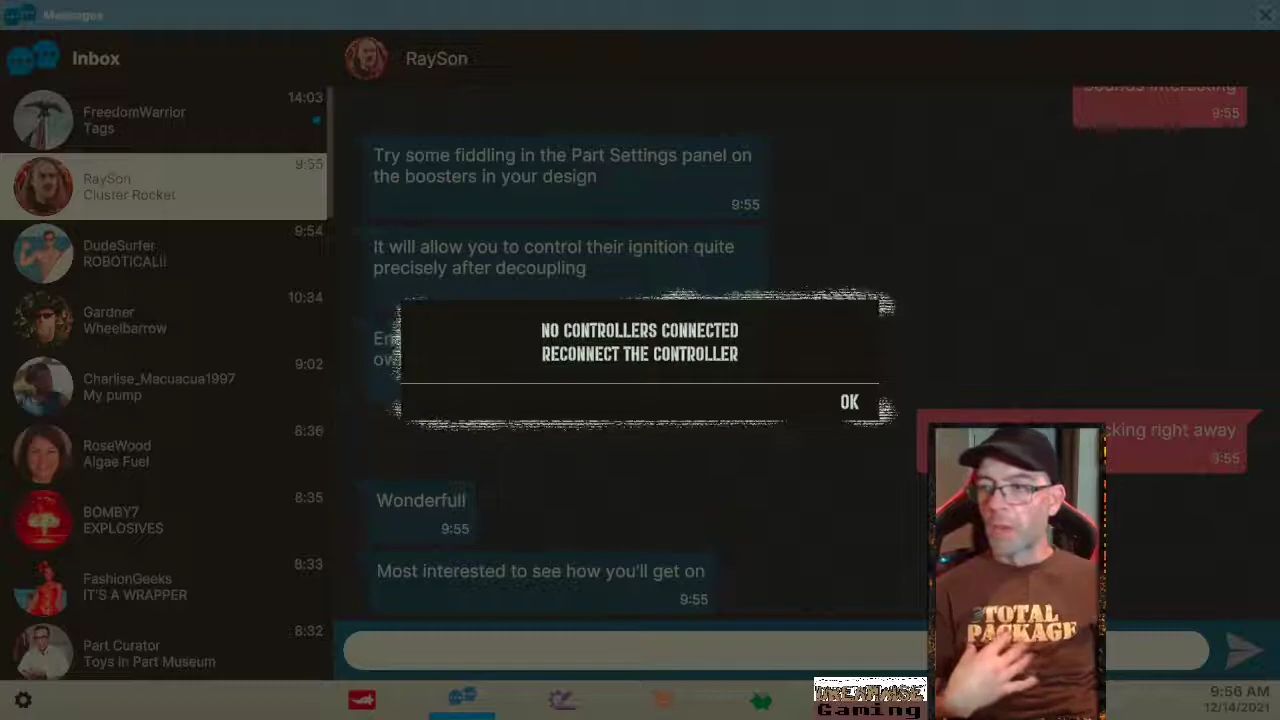 Messages
Inbox
14:03
FreedomWarrior
Tags
9:55
RaySon
Cluster Rocket
9:54
DudeSurfer
ROBOTICALII
10:34
Gardner
Wheelbarrow
9:02
Charlise_Macuacua1997
My pump
8:36
RoseWood
Algae Fuel
8:35
BOMBY7
EXPLOSIVES
8:33
FashionGeeks
IT'S A WRAPPER
8:32
Part Curator
Toys In Part Museum
RaySon
Sounds interesting
9:55
Try some fiddling in the Part Settings panel on
the boosters in your design
9:55
It will allow you to control their ignition quite
precisely after decoupling
NO CONTROLLERS CONNECTED
RECONNECT THE CONTROLLER
OK
right away
9:55
Wonderful!
9:55
Most interested to see how you'll get on
9:55
TOTAL
PACKAGE
Gaming
9:56 AM
12/14/2021